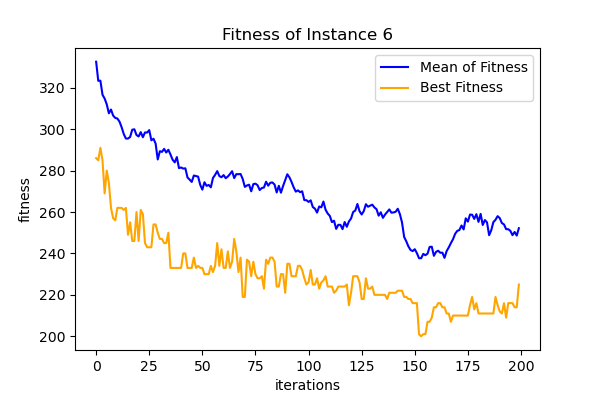 Fitness of Instance 6
Mean of Fitness
Best Fitness
320
300
280
260
240
220
200
fitness
0 25 50 75 100 125 150 175 200
iterations